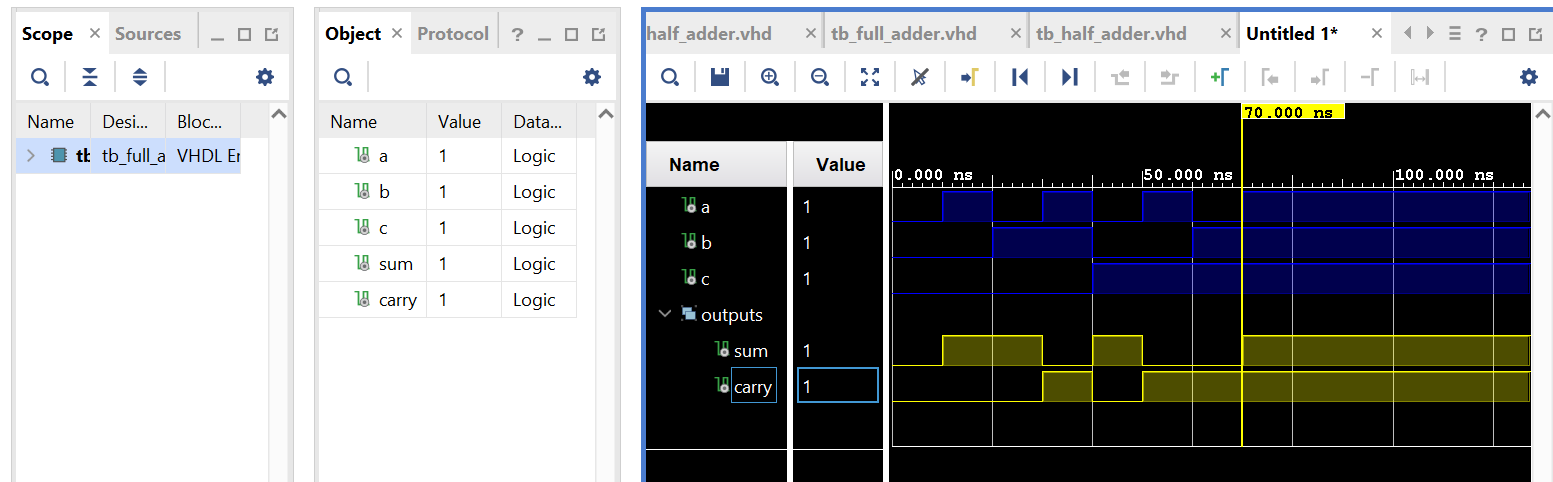 Scope Sources
Name Desi... Bloc...
tb tb_full_a VHDL En
Object Protocol ?
Name Value Data...
a 1 Logic
b 1 Logic
c 1 Logic
sum 1 Logic
carry 1 Logic
half_adder.vhd tb_full_adder.vhd tb_half_adder.vhd Untitled 1* ?
70.000 ns
Name Value
0.000 ns 50.000 ns 100.000 ns
a 1
b 1
c 1
outputs
sum 1
carry 1